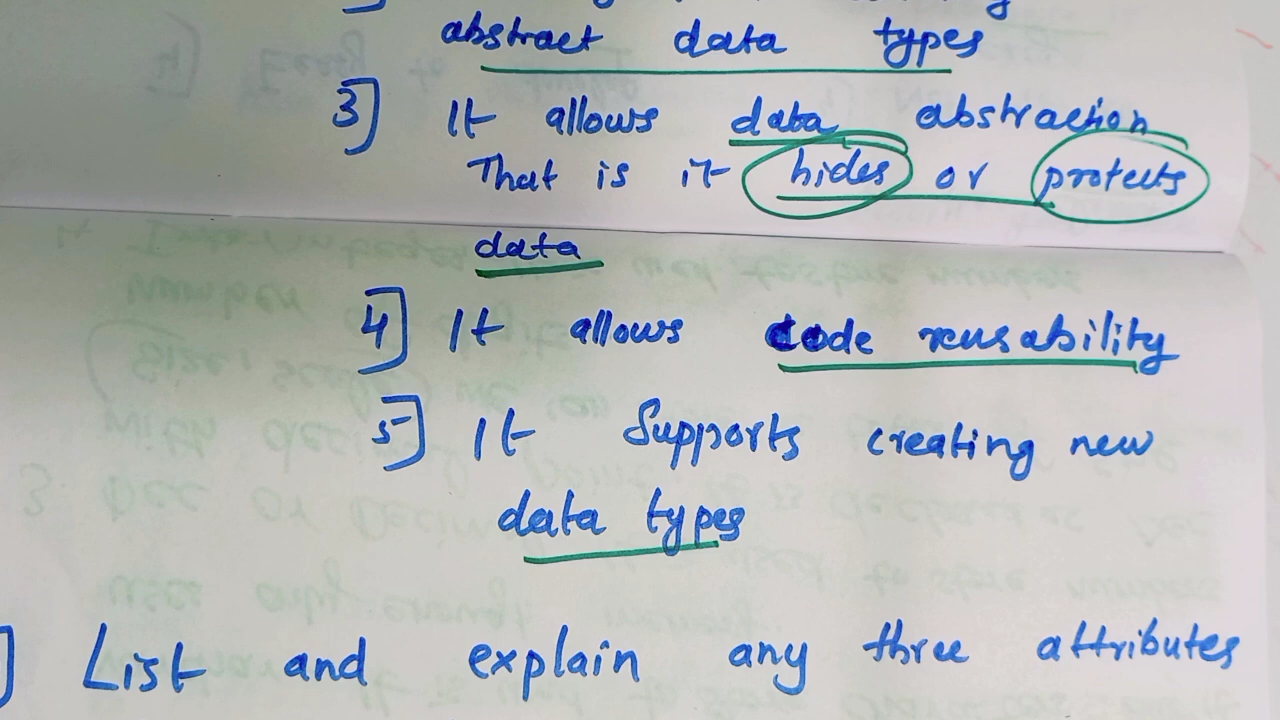 abstract data types
3] It allows data abstraction
That is it hides or protects
data
4] It allows code reusability
5] It Supports creating new
data types
] List and explain any three attributes